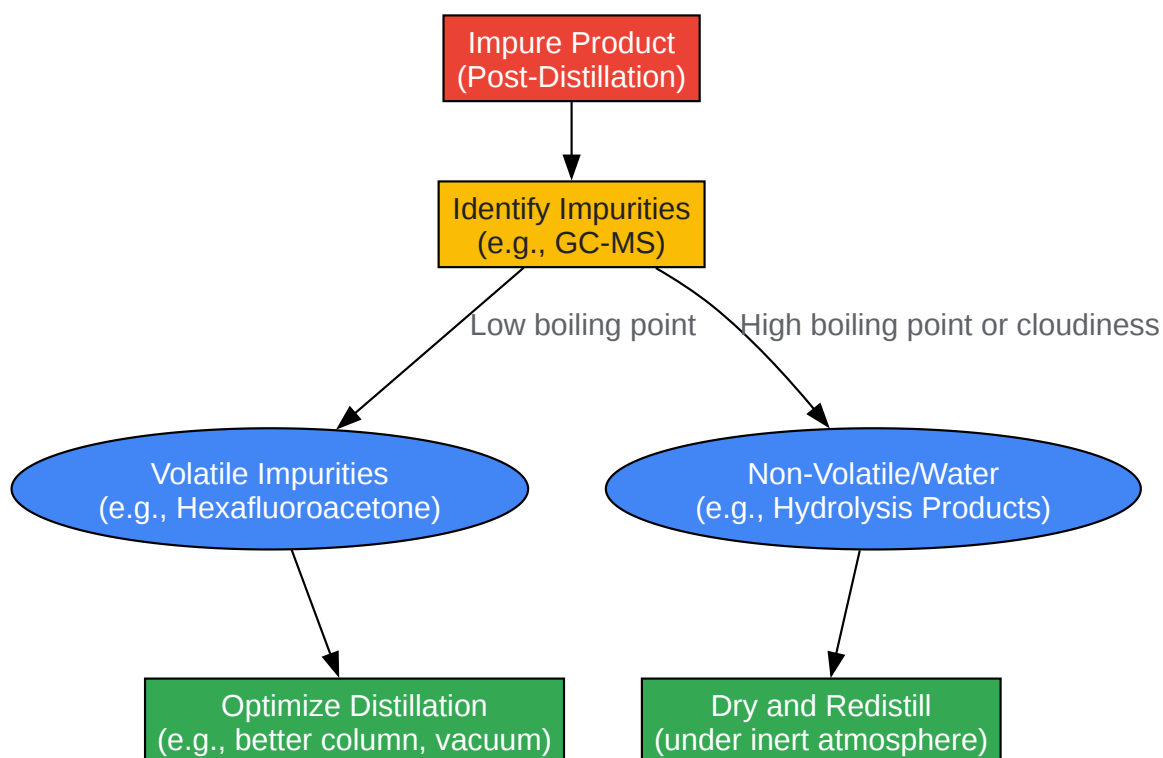 Impure Product
(Post-Distillation)
Identify Impurities
(e.g., GC-MS)
Low boiling point
High boiling point or cloudiness
Volatile Impurities
(e.g., Hexafluoroacetone)
Non-Volatile/Water
(e.g., Hydrolysis Products)
Optimize Distillation
(e.g., better column, vacuum)
Dry and Redistill
(under inert atmosphere)